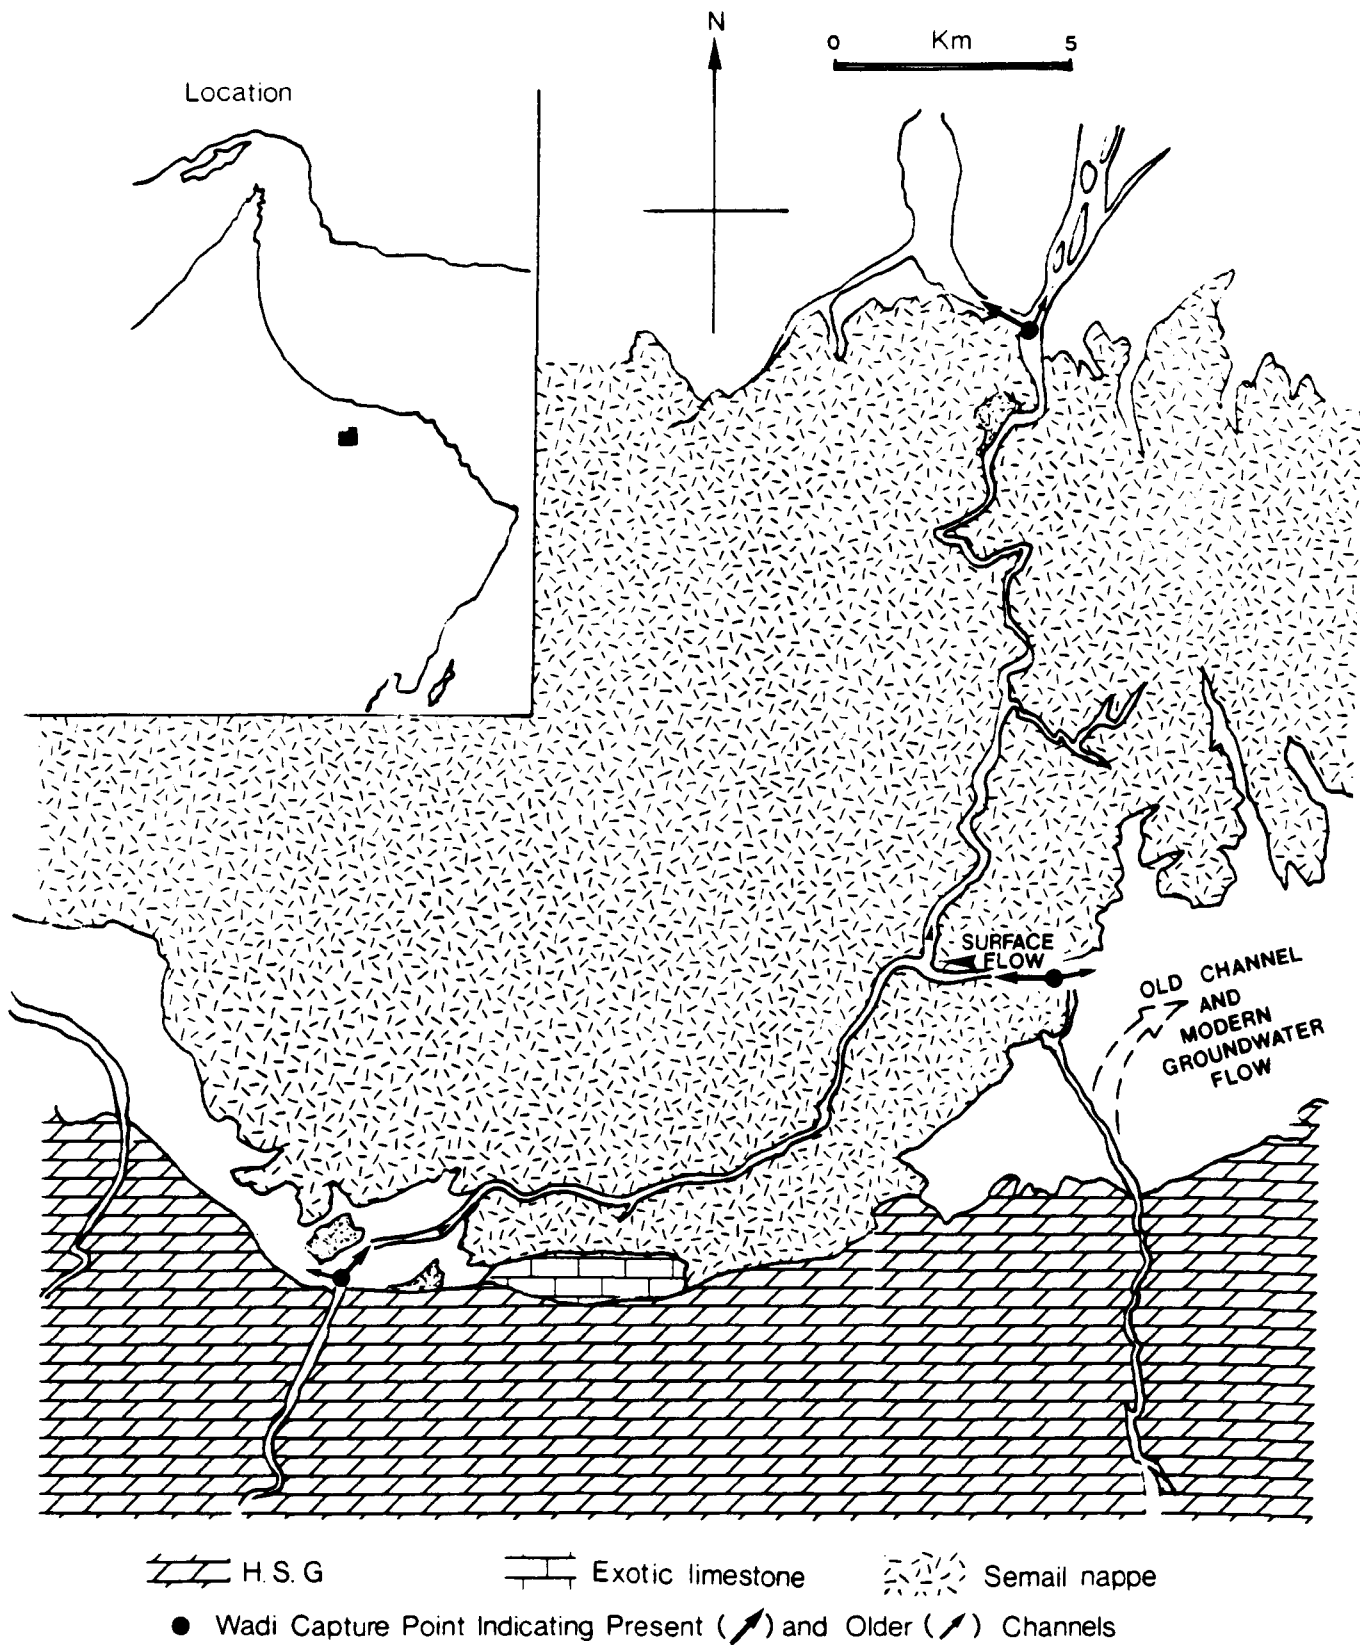 N
0 Km 5
Location
SURFACE
FLOW
OLD CHANNEL
AND
MODERN
GROUNDWATER
FLOW
H.S.G
Exotic limestone
Semail nappe
Wadi Capture Point Indicating Present ( ) and Older ( ) Channels